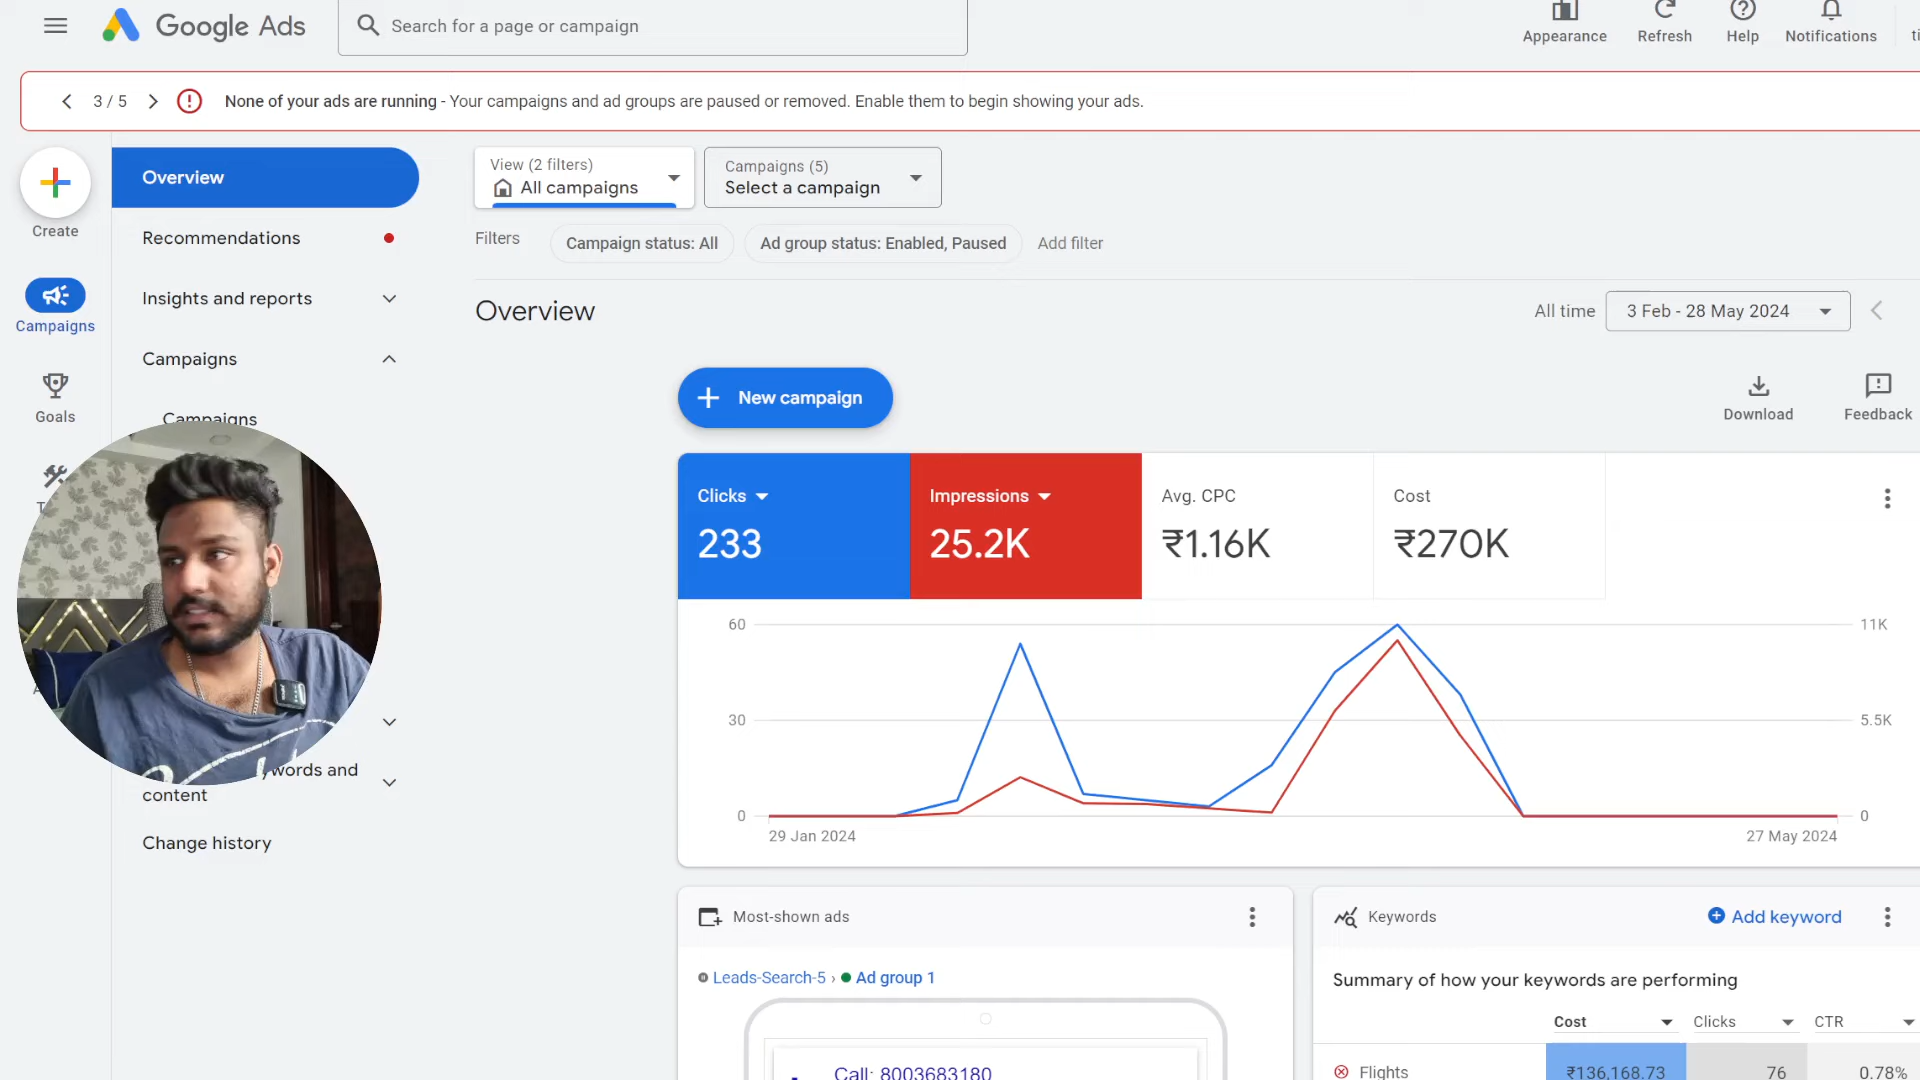 Google Ads
Search for a page or campaign
Appearance
Refresh
Help
Notifications
3 / 5
None of your ads are running - Your campaigns and ad groups are paused or removed. Enable them to begin showing your ads.
Create
Campaigns
Goals
Overview
Recommendations
Insights and reports
Campaigns
Campaigns
content
Change history
View (2 filters)
All campaigns
Campaigns (5)
Select a campaign
Filters
Campaign status: All
Ad group status: Enabled, Paused
Add filter
Overview
All time
3 Feb - 28 May 2024
New campaign
Download
Feedback
Clicks
233
Impressions
25.2K
Avg. CPC
₹1.16K
Cost
₹270K
60
11K
30
5.5K
0
0
29 Jan 2024
27 May 2024
Most-shown ads
Leads-Search-5 › Ad group 1
Call: 8003683180
Keywords
Add keyword
Summary of how your keywords are performing
Cost
Clicks
CTR
Flights
₹136,168.73
76
0.78%